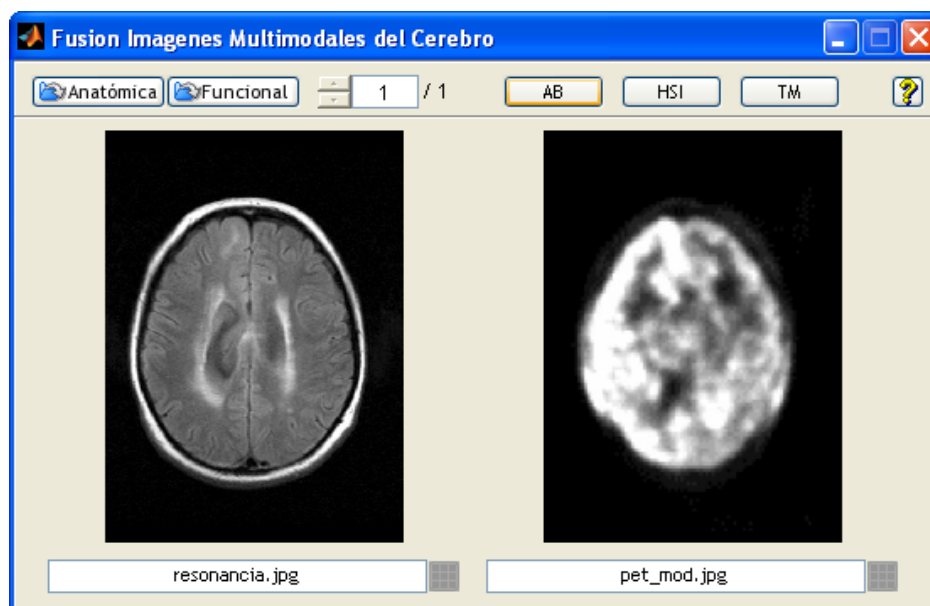 Fusion Imagenes Multimodales del Cerebro
Anatómica Funcional 1 / 1 AB HSI TM ?
resonancia.jpg pet_mod.jpg